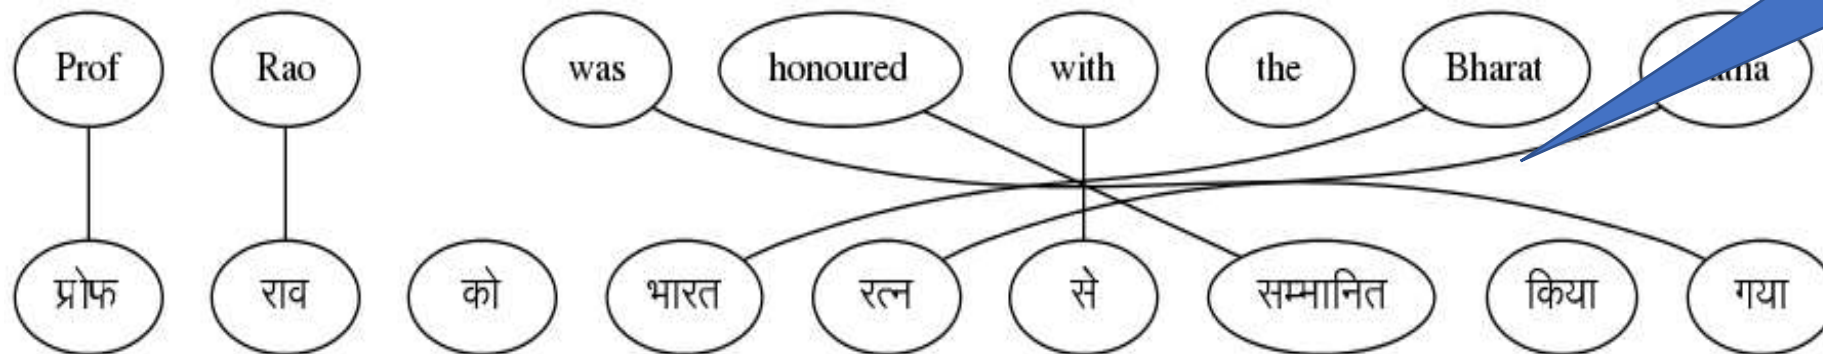 Prof Rao was honoured with the Bharat
प्रोफ राव को भारत रत्न से सम्मानित किया गया